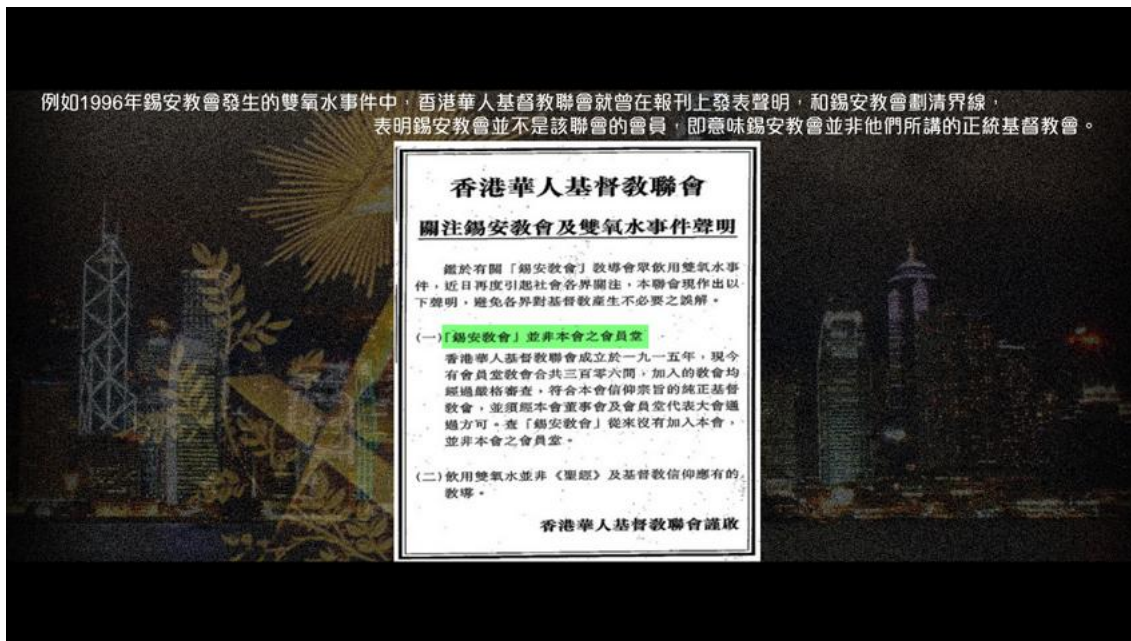 例如1996年錫安教會發生的雙氧水事件中，香港華人基督教聯會就曾在報刊上發表聲明，和錫安教會劃清界線，
表明錫安教會並不是該聯會的會員，即意味錫安教會並非他們所講的正統基督教會。
香港華人基督教聯會
關注錫安教會及雙氧水事件聲明
鑑於有關「錫安教會」教導會眾飲用雙氧水事
件，近日再度引起社會各界關注，本聯會現作出以
下聲明，避免各界對基督教產生不必要之誤解。
(一)「錫安教會」並非本會之會員堂
香港華人基督教聯會成立於一九一五年，現今
有會員堂教會合共三百零六間，加入的教會均
經過嚴格審查，符合本會信仰宗旨的純正基督
教會，並須經本會董事會及會員堂代表大會通
過方可。查「錫安教會」從來沒有加入本會，
並非本會之會員堂。
(二)飲用雙氧水並非《聖經》及基督教信仰應有的
教導。
香港華人基督教聯會謹啟